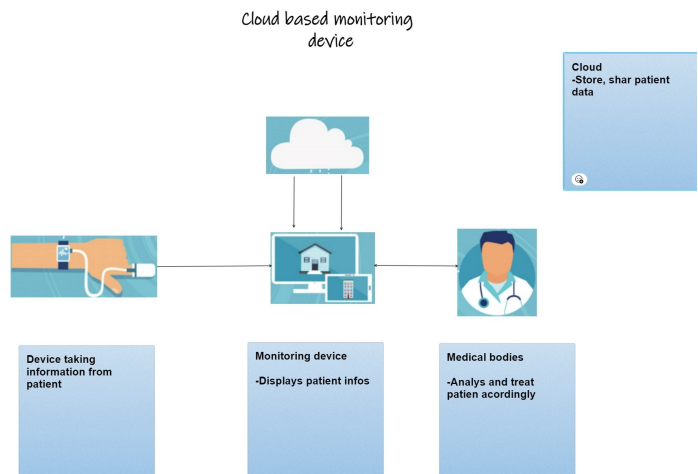 Cloud based monitoring
device
Cloud
-Store, shar patient
data
Device taking
information from
patient
Monitoring device
-Displays patient infos
Medical bodies
-Analys and treat
patien acordingly